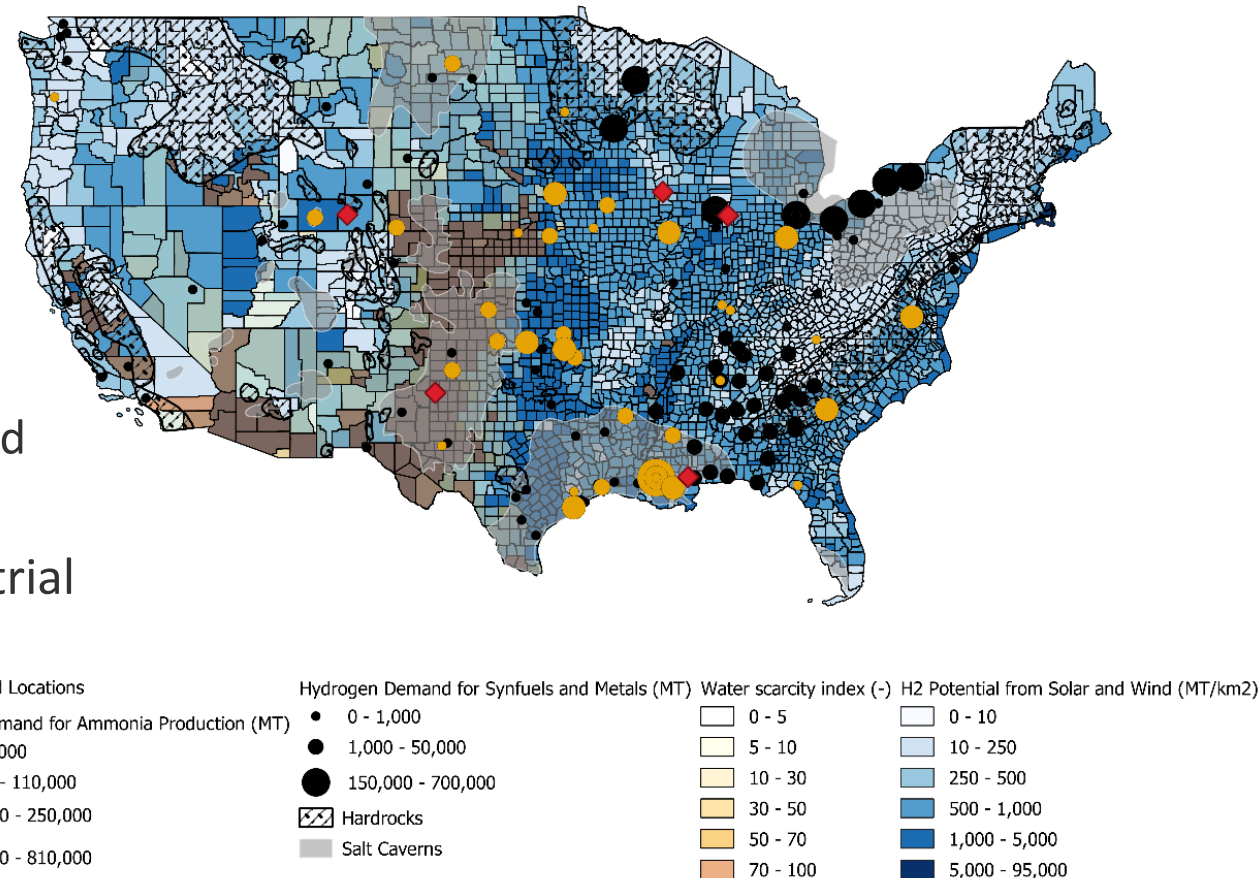 d
trial
l Locations
mand for Ammonia Production (MT)
000
- 110,000
0 - 250,000
0 - 810,000
Hydrogen Demand for Synfuels and Metals (MT)
0 - 1,000
1,000 - 50,000
150,000 - 700,000
Hardrocks
Salt Caverns
Water scarcity index (-)
0 - 5
5 - 10
10 - 30
30 - 50
50 - 70
70 - 100
H2 Potential from Solar and Wind (MT/km2)
0 - 10
10 - 250
250 - 500
500 - 1,000
1,000 - 5,000
5,000 - 95,000